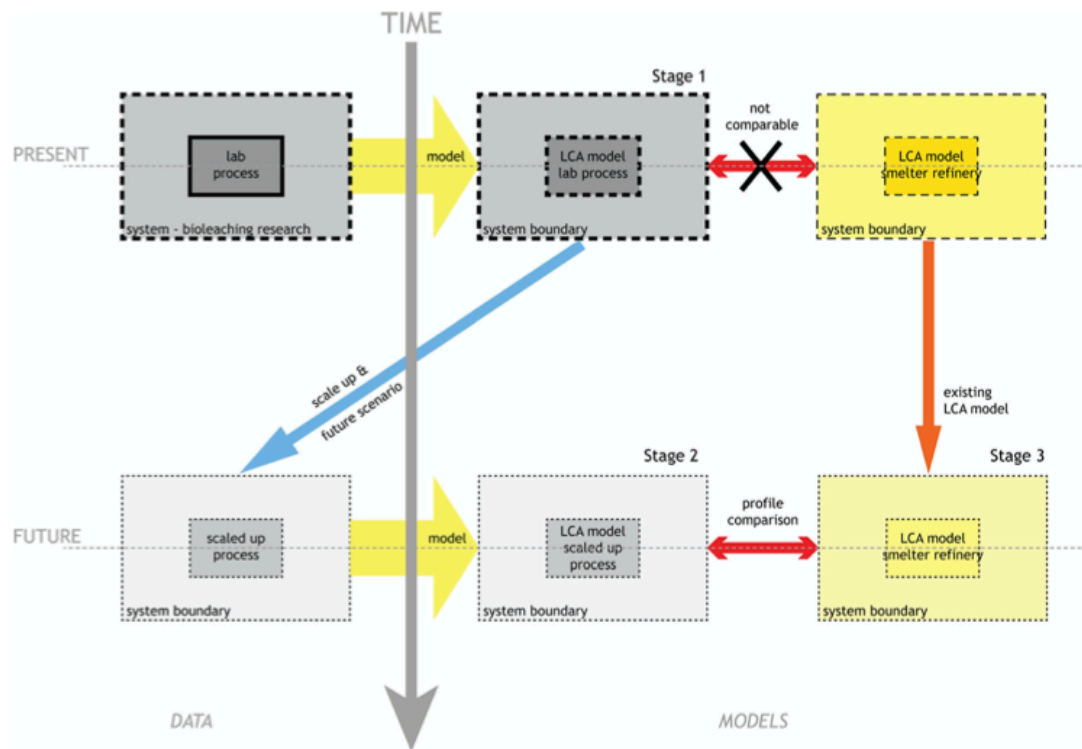 TIME
Stage 1
not
comparable
PRESENT
lab
process
model
LCA model
lab process
LCA model
smelter refinery
system - bioleaching research
system boundary
system boundary
scale up &
future scenario
existing
LCA model
Stage 2
Stage 3
profile
comparison
FUTURE
scaled up
process
model
LCA model
scaled up
process
LCA model
smelter refinery
system boundary
system boundary
system boundary
DATA
MODELS